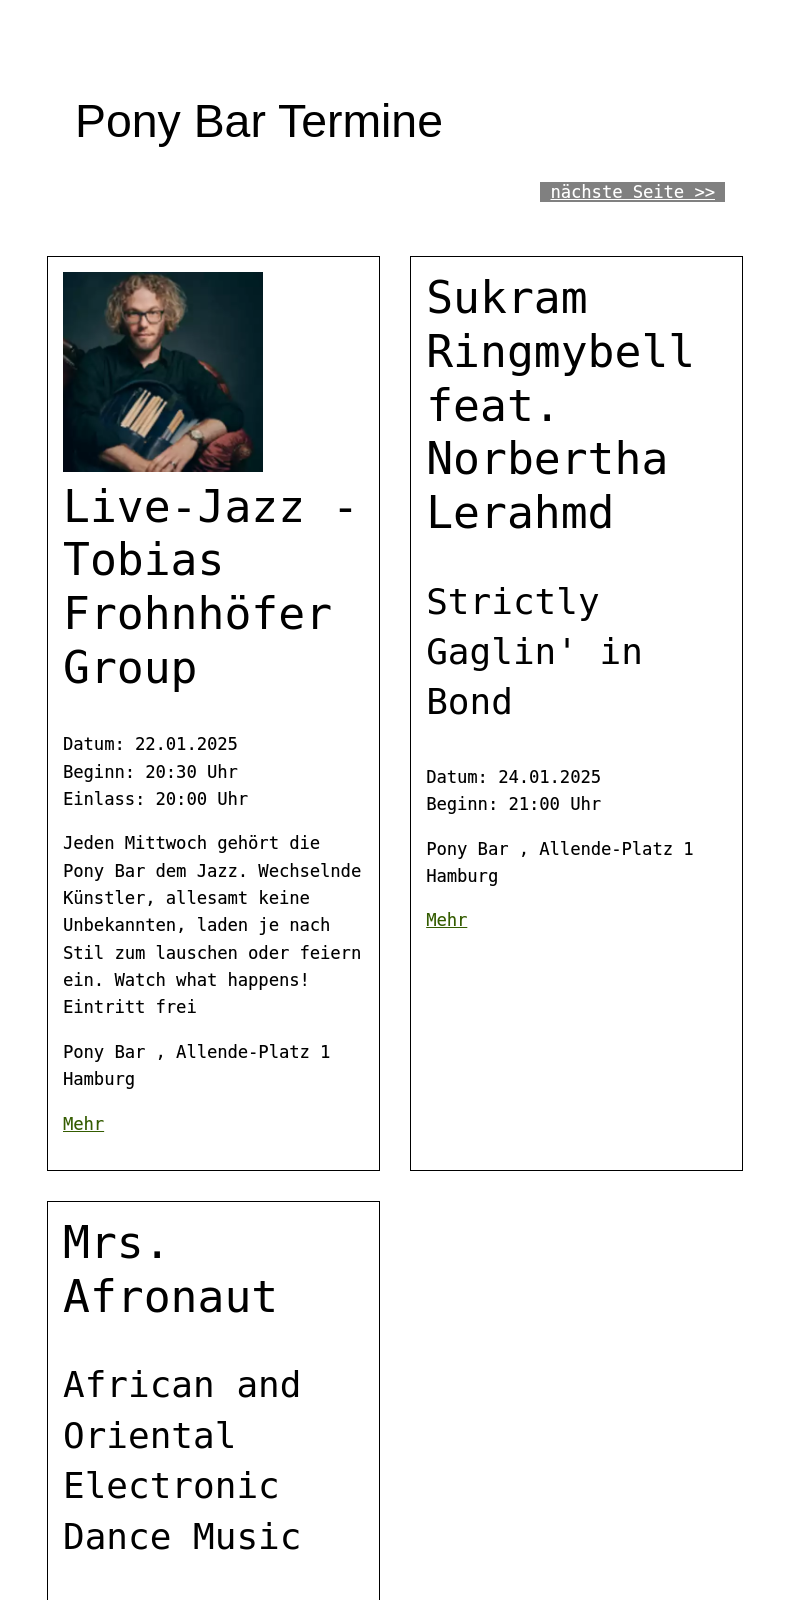 Pony Bar Termine
nächste Seite >>
Live-Jazz -
Tobias
Frohnhöfer
Group
Datum: 22.01.2025
Beginn: 20:30 Uhr
Einlass: 20:00 Uhr
Jeden Mittwoch gehört die
Pony Bar dem Jazz. Wechselnde
Künstler, allesamt keine
Unbekannten, laden je nach
Stil zum lauschen oder feiern
ein. Watch what happens!
Eintritt frei
Pony Bar , Allende-Platz 1
Hamburg
Mehr
Sukram
Ringmybell
feat.
Norbertha
Lerahmd
Strictly
Gaglin' in
Bond
Datum: 24.01.2025
Beginn: 21:00 Uhr
Pony Bar , Allende-Platz 1
Hamburg
Mehr
Mrs.
Afronaut
African and
Oriental
Electronic
Dance Music